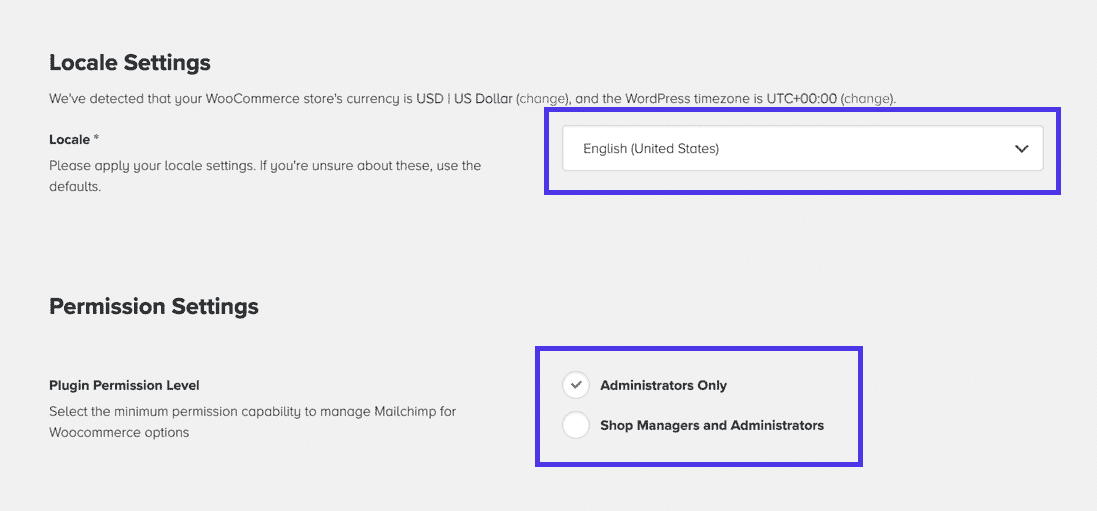 Locale Settings
We've detected that your WooCommerce store's currency is USD | US Dollar (change), and the WordPress timezone is UTC+00:00 (change).
Locale *
Please apply your locale settings. If you're unsure about these, use the
defaults.
English (United States)
Permission Settings
Plugin Permission Level
Select the minimum permission capability to manage Mailchimp for
Woocommerce options
Administrators Only
Shop Managers and Administrators